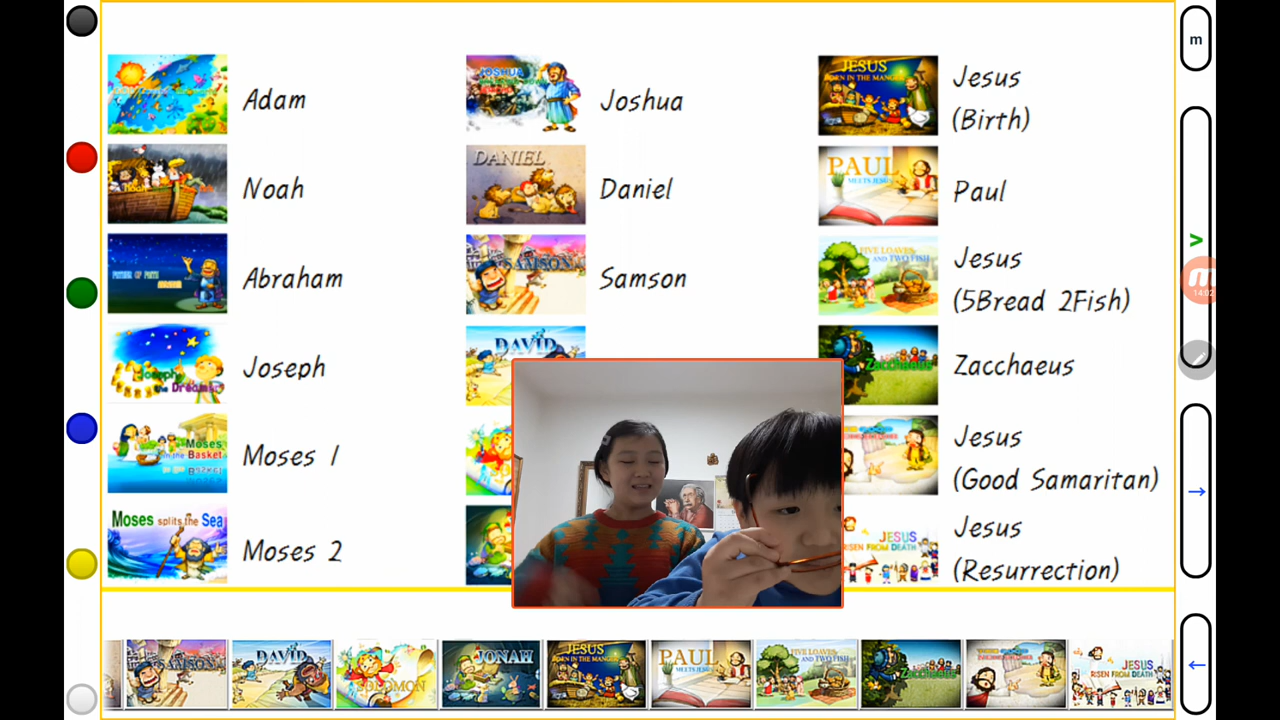 m
Adam
Noah
Abraham
Joseph
Moses 1
Moses 2
Moses
in the Basket
Moses splits the Sea
Joshua
Daniel
Samson
JOSHUA
DANIEL
SAMSON
DAVID
Jesus
(Birth)
Paul
Jesus
(5Bread 2Fish)
Zacchaeus
Jesus
(Good Samaritan)
Jesus
(Resurrection)
JESUS
BORN IN THE MANGER
PAUL
MEETS JESUS
FIVE LOAVES
AND TWO FISH
Zacchaeus
JESUS
RISEN FROM DEATH
>
14:02
→
←
SAMSON
DAVID
SOLOMON
JONAH
JESUS
BORN IN THE MANGER
PAUL
MEETS JESUS
FIVE LOAVES
AND TWO FISH
Zacchaeus
JESUS
RISEN FROM DEATH